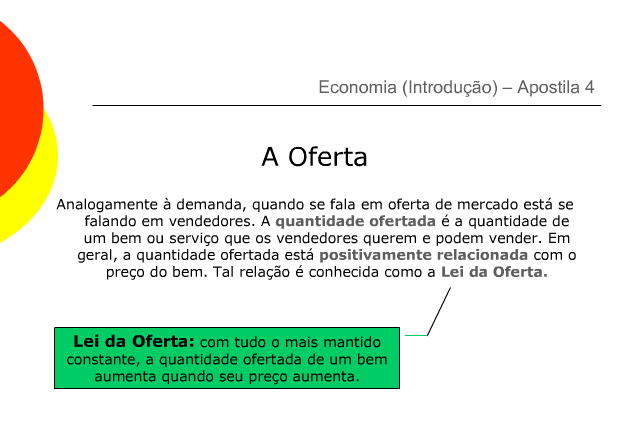 Economia (Introdução) – Apostila 4
A Oferta
Analogamente à demanda, quando se fala em oferta de mercado está se
falando em vendedores. A quantidade ofertada é a quantidade de
um bem ou serviço que os vendedores querem e podem vender. Em
geral, a quantidade ofertada está positivamente relacionada com o
preço do bem. Tal relação é conhecida como a Lei da Oferta.
Lei da Oferta: com tudo o mais mantido
constante, a quantidade ofertada de um bem
aumenta quando seu preço aumenta.